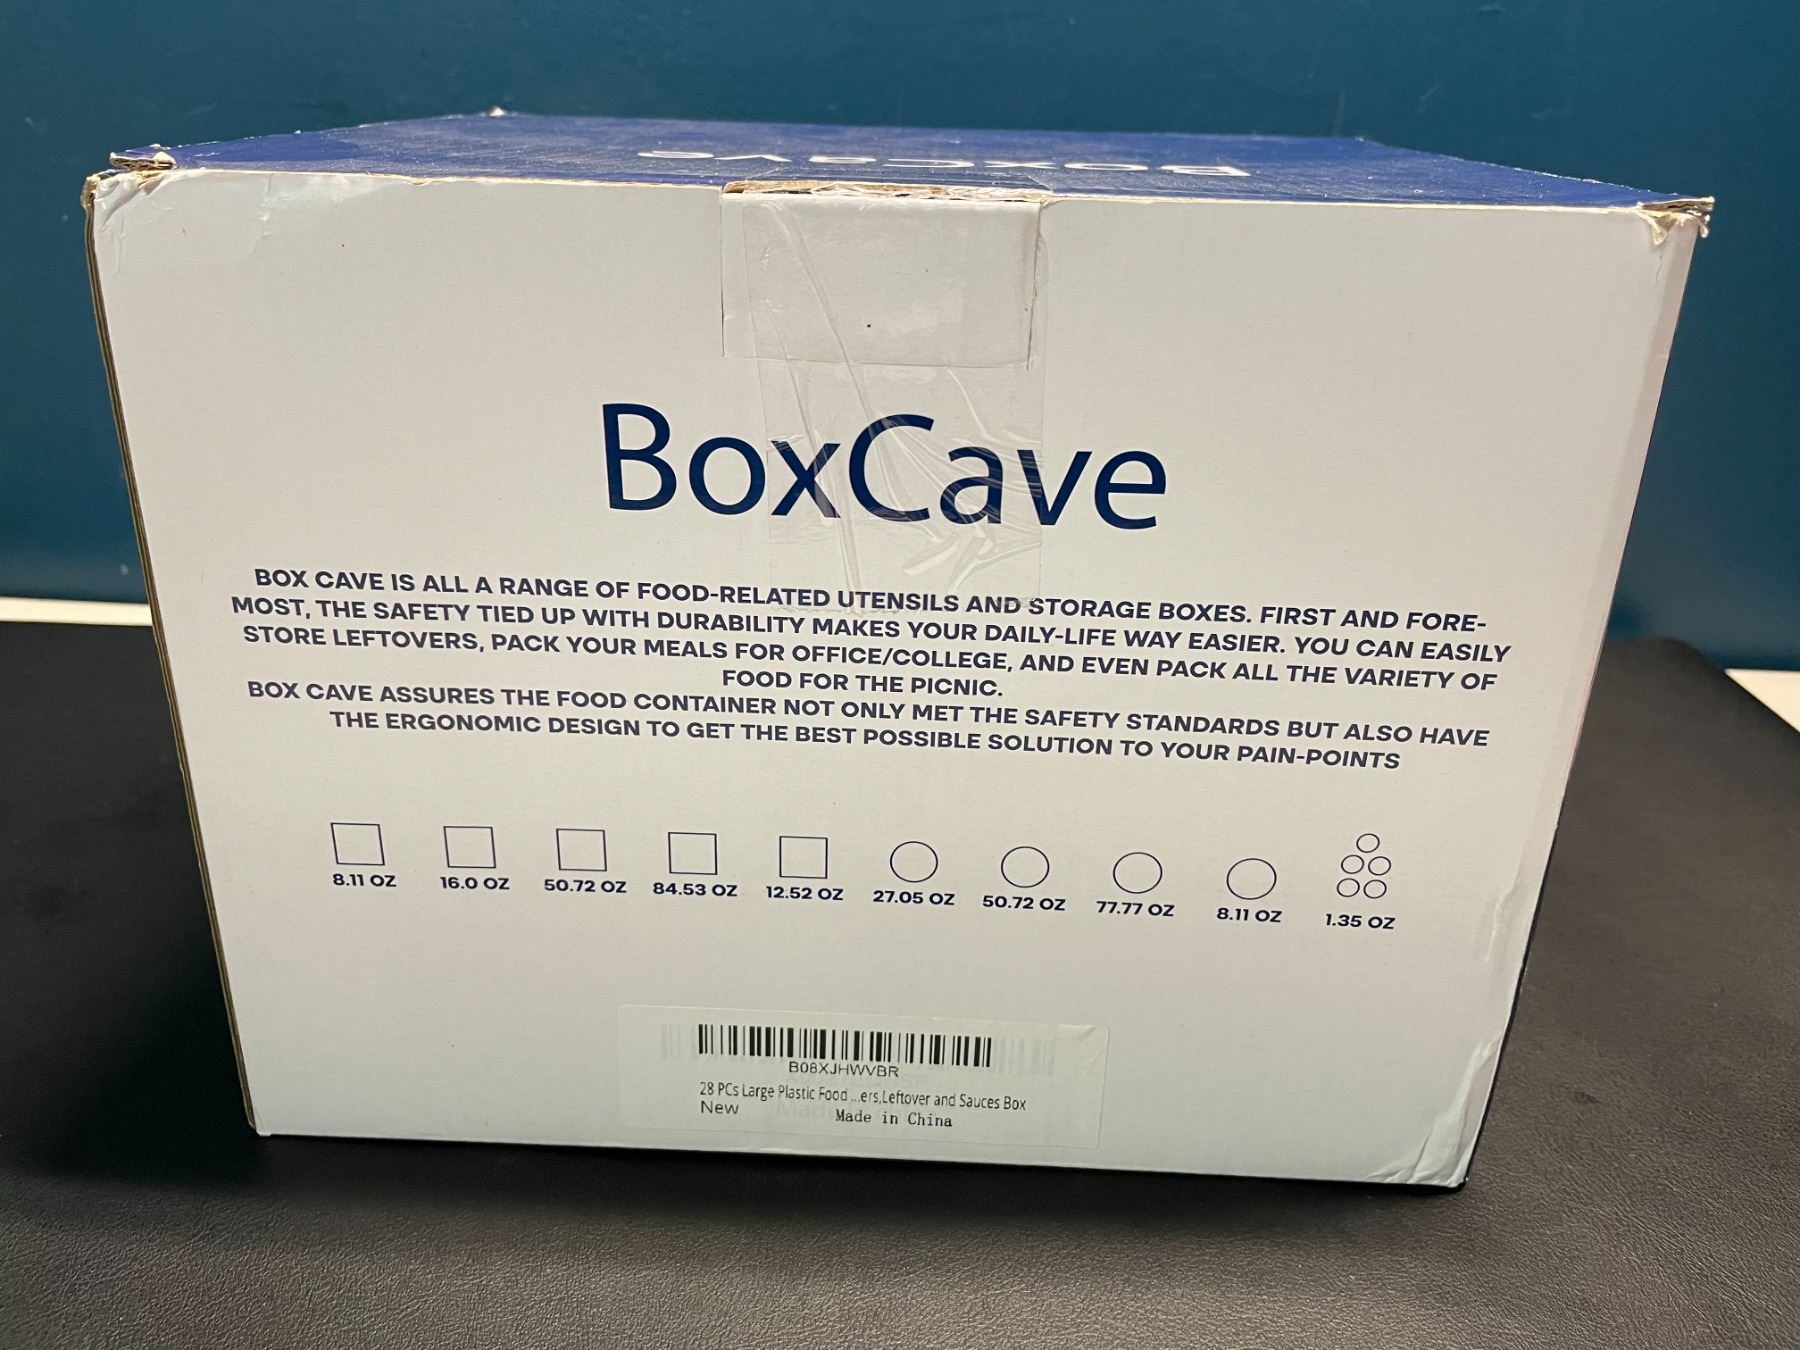 BoxCave
BoxCave
BOX CAVE IS ALL A RANGE OF FOOD-RELATED UTENSILS AND STORAGE BOXES. FIRST AND FORE-
MOST, THE SAFETY TIED UP WITH DURABILITY MAKES YOUR DAILY-LIFE WAY EASIER. YOU CAN EASILY
STORE LEFTOVERS, PACK YOUR MEALS FOR OFFICE/COLLEGE, AND EVEN PACK ALL THE VARIETY OF
FOOD FOR THE PICNIC.
BOX CAVE ASSURES THE FOOD CONTAINER NOT ONLY MET THE SAFETY STANDARDS BUT ALSO HAVE
THE ERGONOMIC DESIGN TO GET THE BEST POSSIBLE SOLUTION TO YOUR PAIN-POINTS
8.11 OZ 16.0 OZ 50.72 OZ 84.53 OZ 12.52 OZ 27.05 OZ 50.72 OZ 77.77 OZ 8.11 OZ 1.35 OZ
B08XJHWVBR
28 PCs Large Plastic Food ...ers,Leftover and Sauces Box
New Made in China